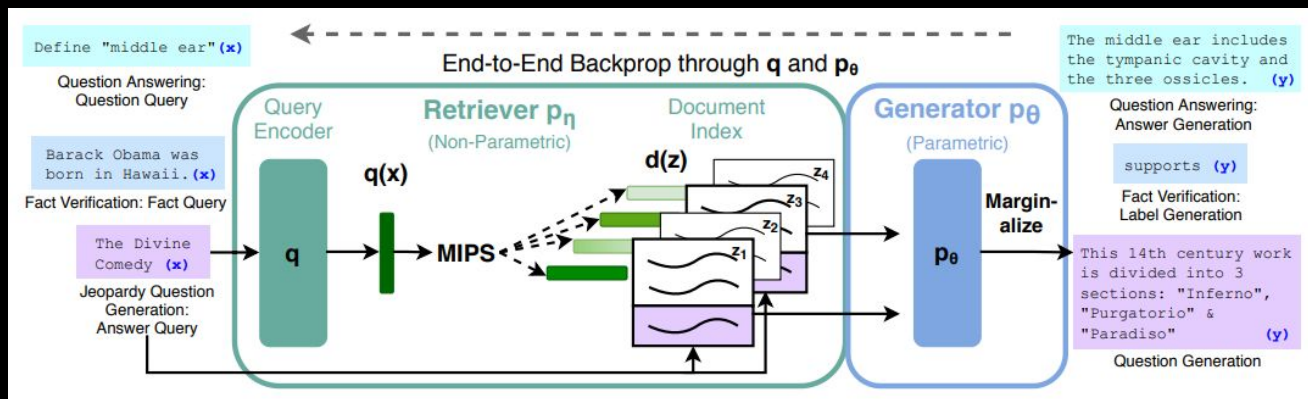 Define "middle ear"(x)
Question Answering:
Question Query
Barack Obama was
born in Hawaii.(x)
Fact Verification: Fact Query
The Divine
Comedy (x)
Jeopardy Question
Generation:
Answer Query
End-to-End Backprop through q and pθ
Query
Encoder
q
q(x)
Retriever pη
(Non-Parametric)
MIPS
Document
Index
d(z)
z4
z3
z2
z1
Generator pθ
(Parametric)
pθ
Margin-
alize
The middle ear includes
the tympanic cavity and
the three ossicles. (y)
Question Answering:
Answer Generation
supports (y)
Fact Verification:
Label Generation
This 14th century work
is divided into 3
sections: "Inferno",
"Purgatorio" &
"Paradiso" (y)
Question Generation